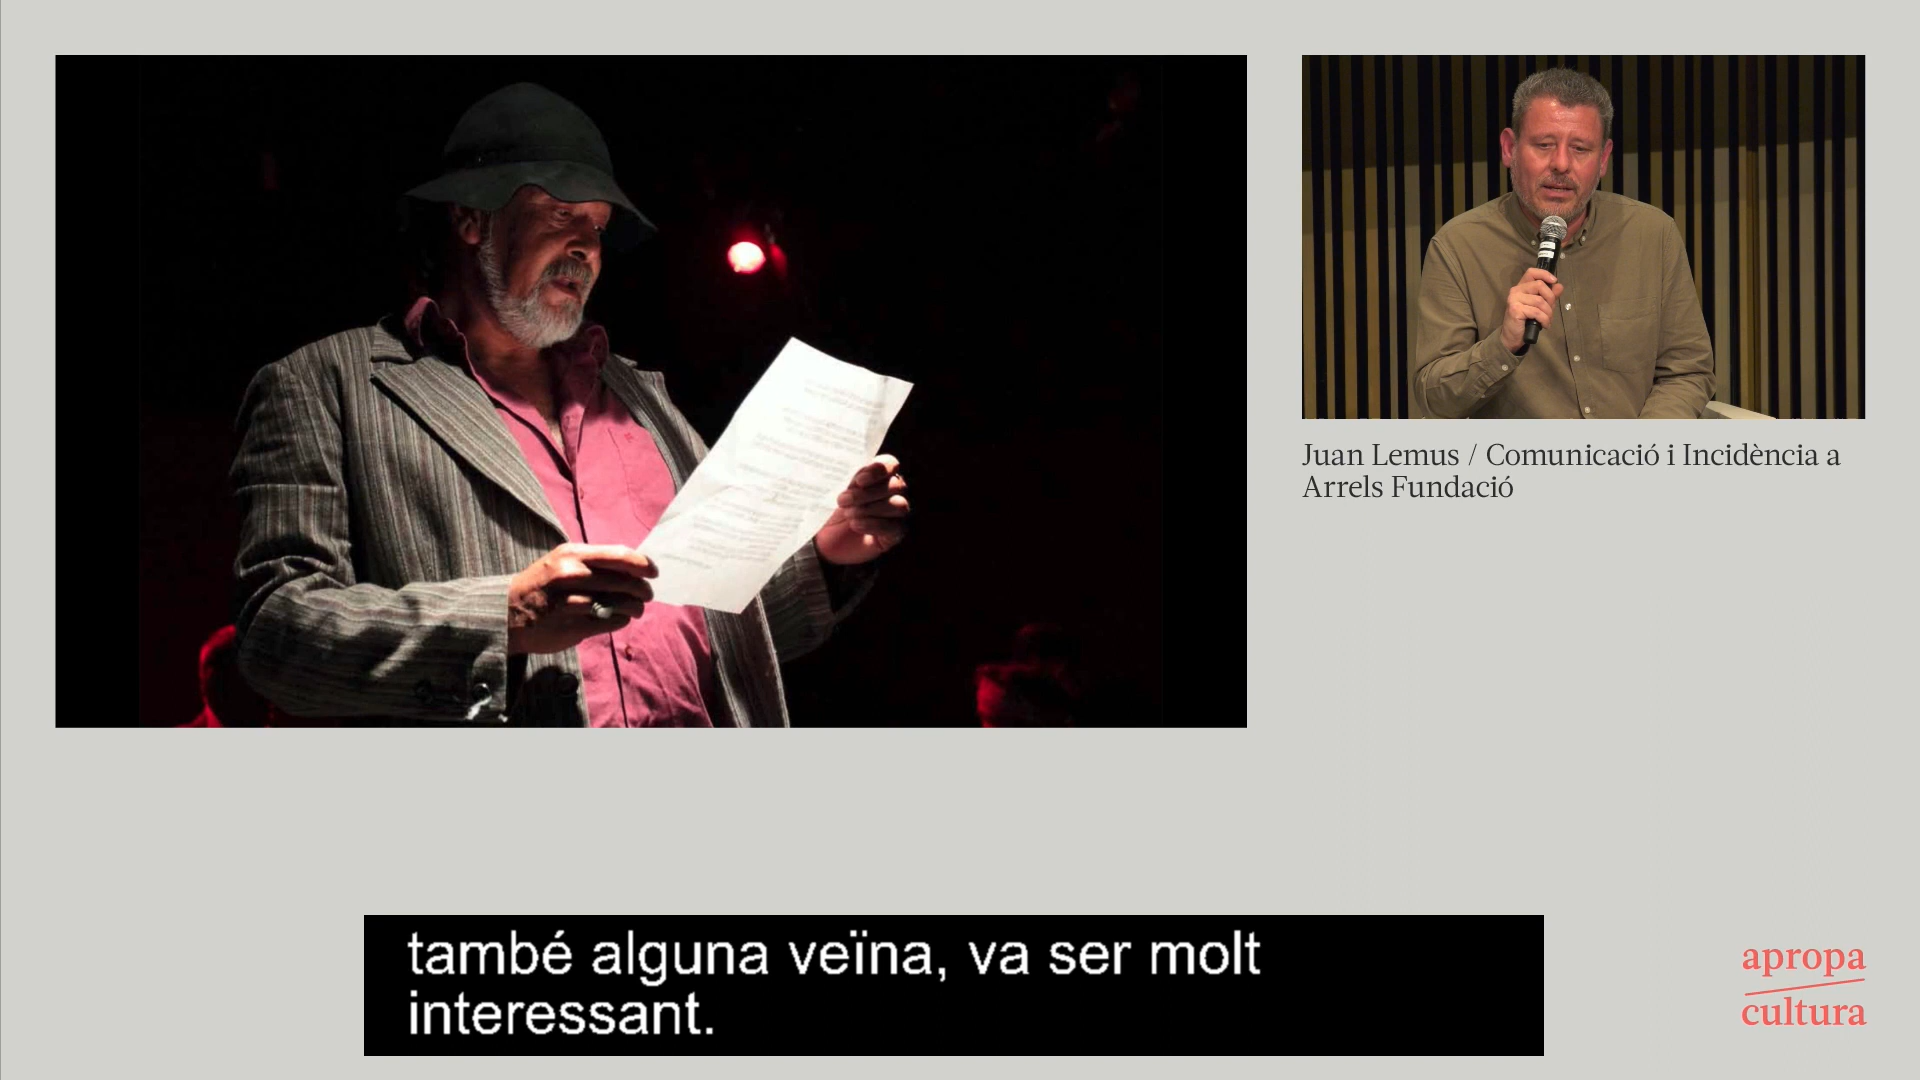 Juan Lemus / Comunicació i Incidència a
Arrels Fundació
també alguna veïna, va ser molt
interessant.
apropa
cultura